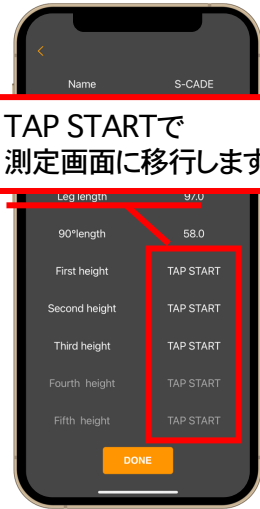 Name S-CADE
TAP STARTで
測定画面に移行します
Leg length 97.0
90°length 58.0
First height TAP START
Second height TAP START
Third height TAP START
Fourth height TAP START
Fifth height TAP START
DONE